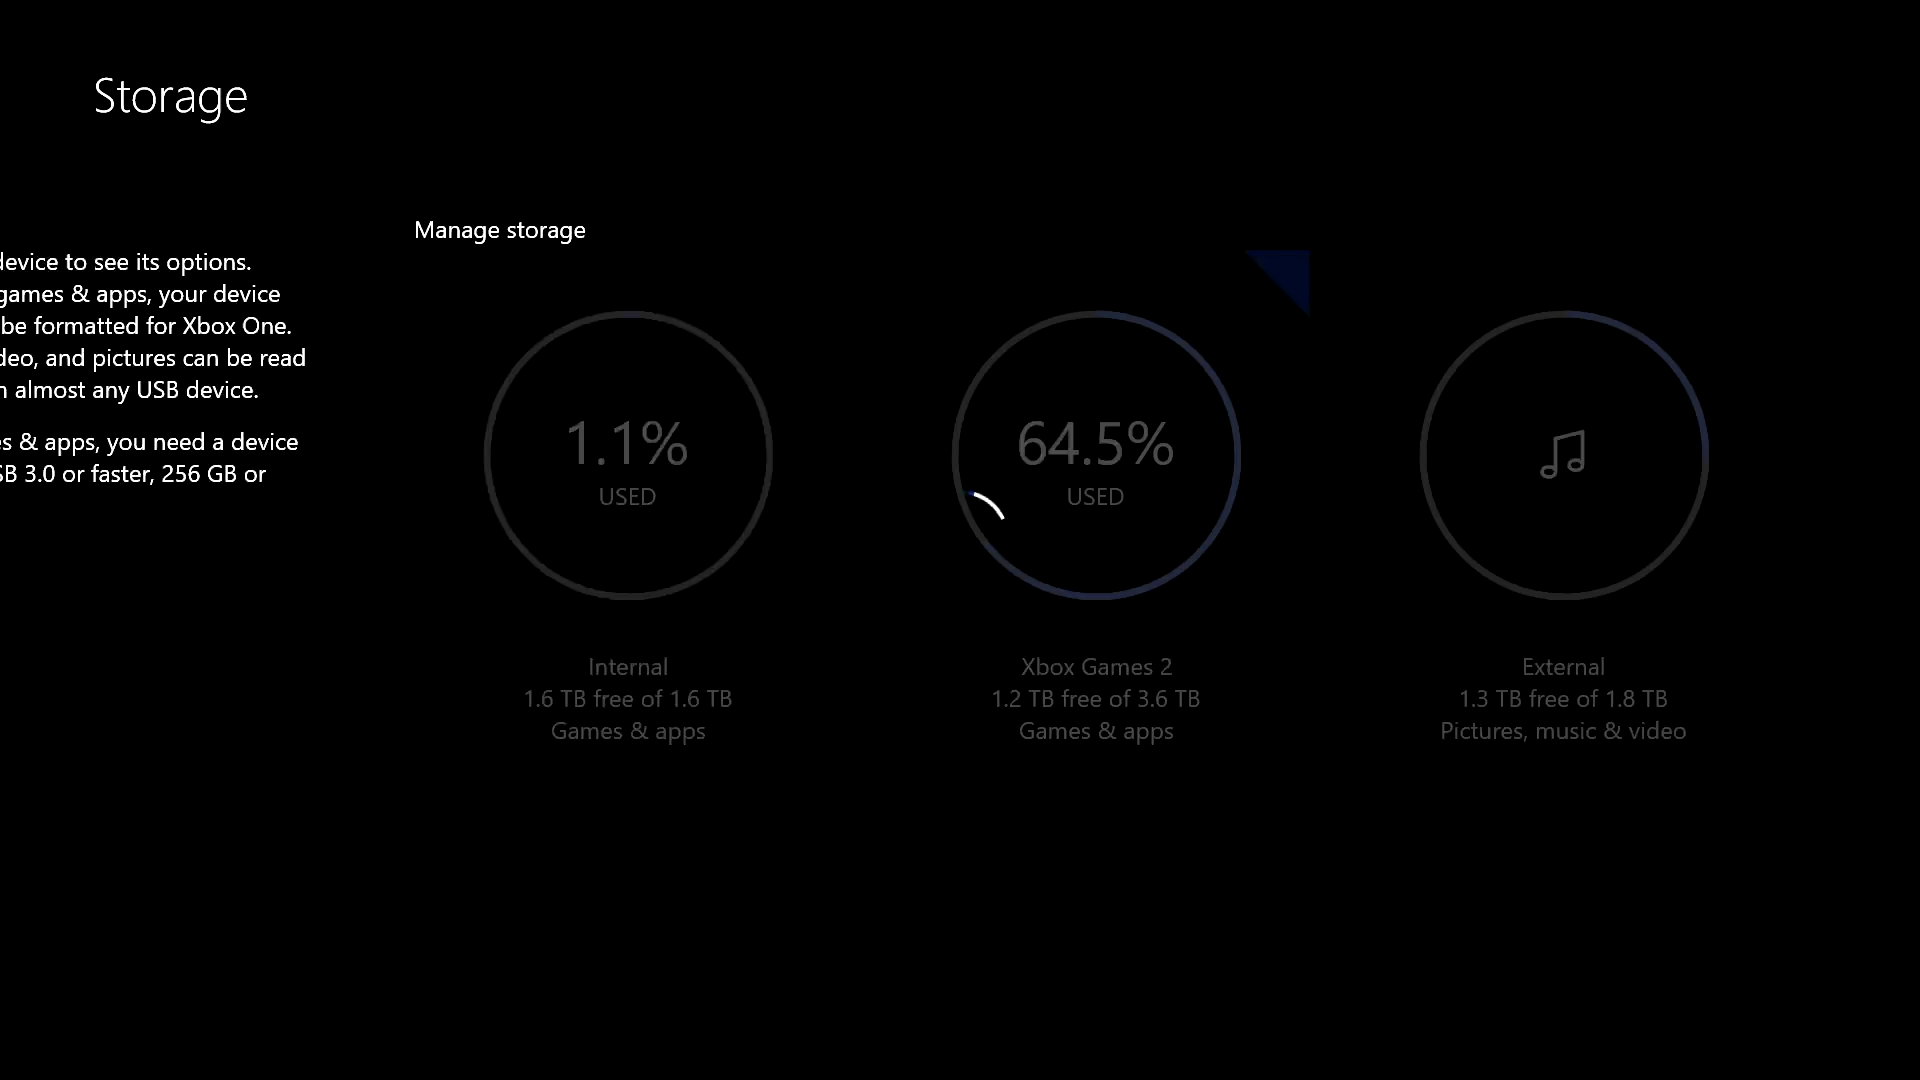 Storage
Manage storage
device to see its options.
games & apps, your device
be formatted for Xbox One.
deo, and pictures can be read
n almost any USB device.
es & apps, you need a device
SB 3.0 or faster, 256 GB or
1.1%
USED
Internal
1.6 TB free of 1.6 TB
Games & apps
64.5%
USED
Xbox Games 2
1.2 TB free of 3.6 TB
Games & apps
External
1.3 TB free of 1.8 TB
Pictures, music & video